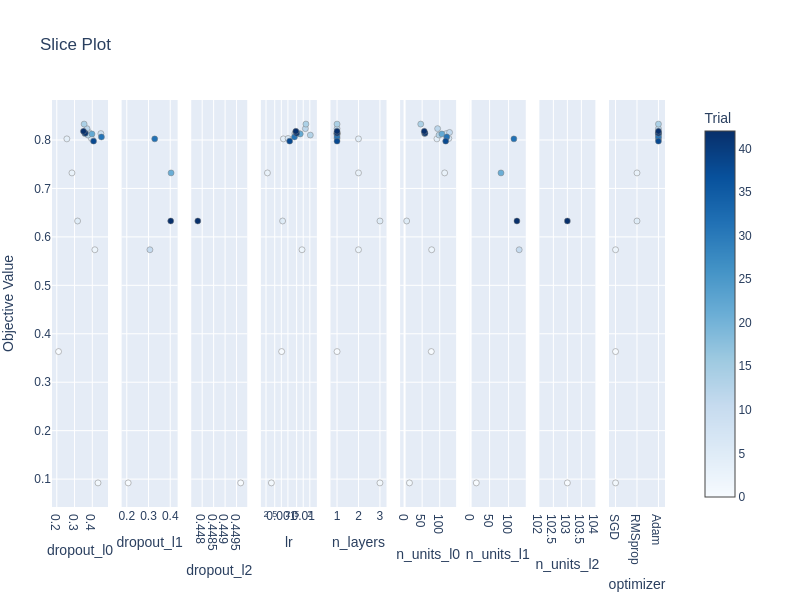 Slice Plot
Trial
40
35
30
25
20
15
10
5
0
Objective Value
0.8
0.7
0.6
0.5
0.4
0.3
0.2
0.1
0.2 0.3 0.4
dropout_l0
0.2 0.3 0.4
dropout_l1
0.448 0.4485 0.449 0.4495
dropout_l2
0.01
lr
1 2 3
n_layers
0 50 100
n_units_l0
0 50 100
n_units_l1
102 102.5 103 103.5 104
n_units_l2
SGD RMSprop Adam
optimizer